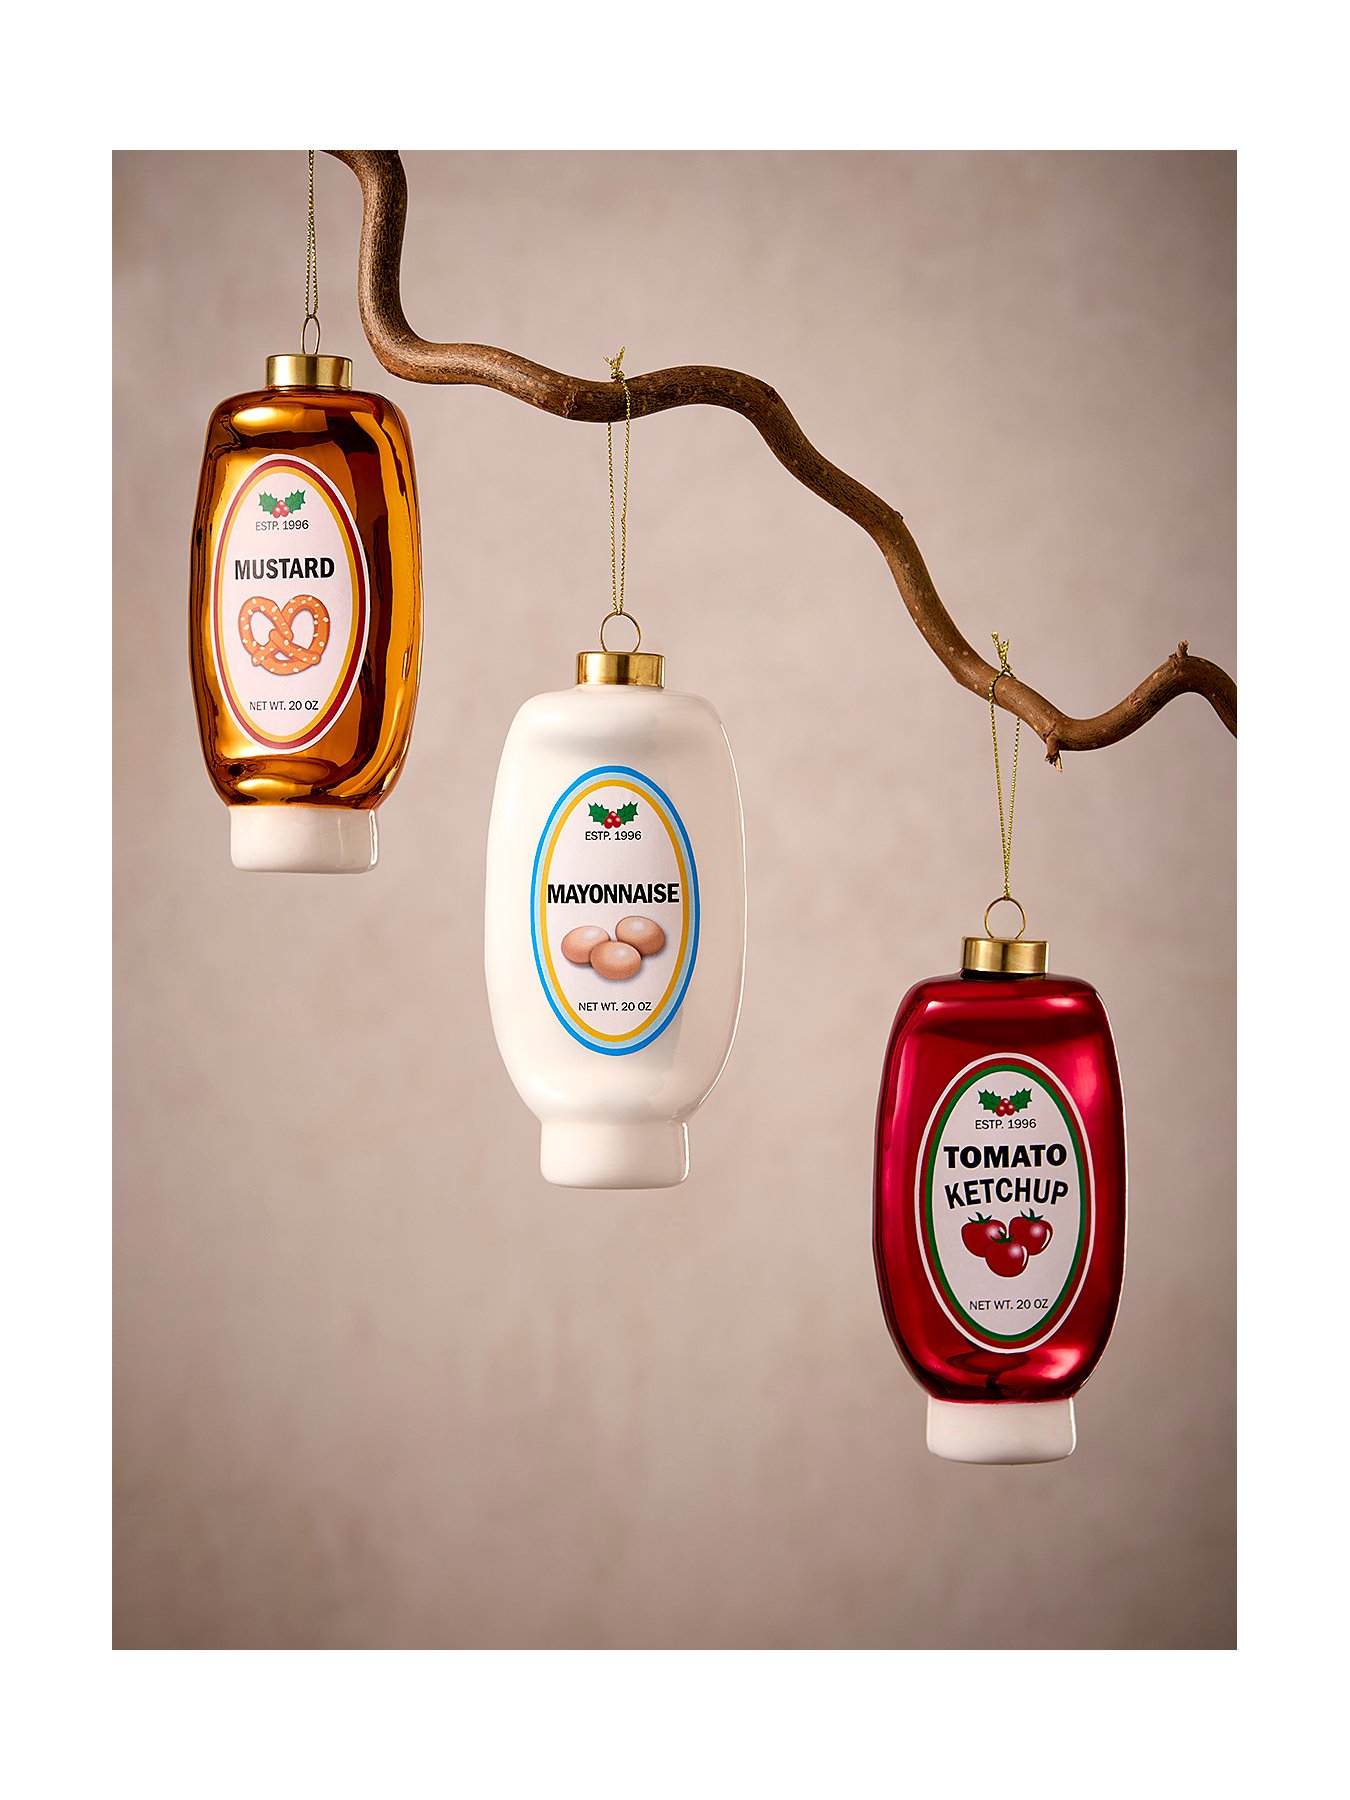 ESTP. 1996
MUSTARD
NET WT. 20 OZ
ESTP. 1996
MAYONNAISE
NET WT. 20 OZ
ESTP. 1996
TOMATO
KETCHUP
NET WT. 20 OZ